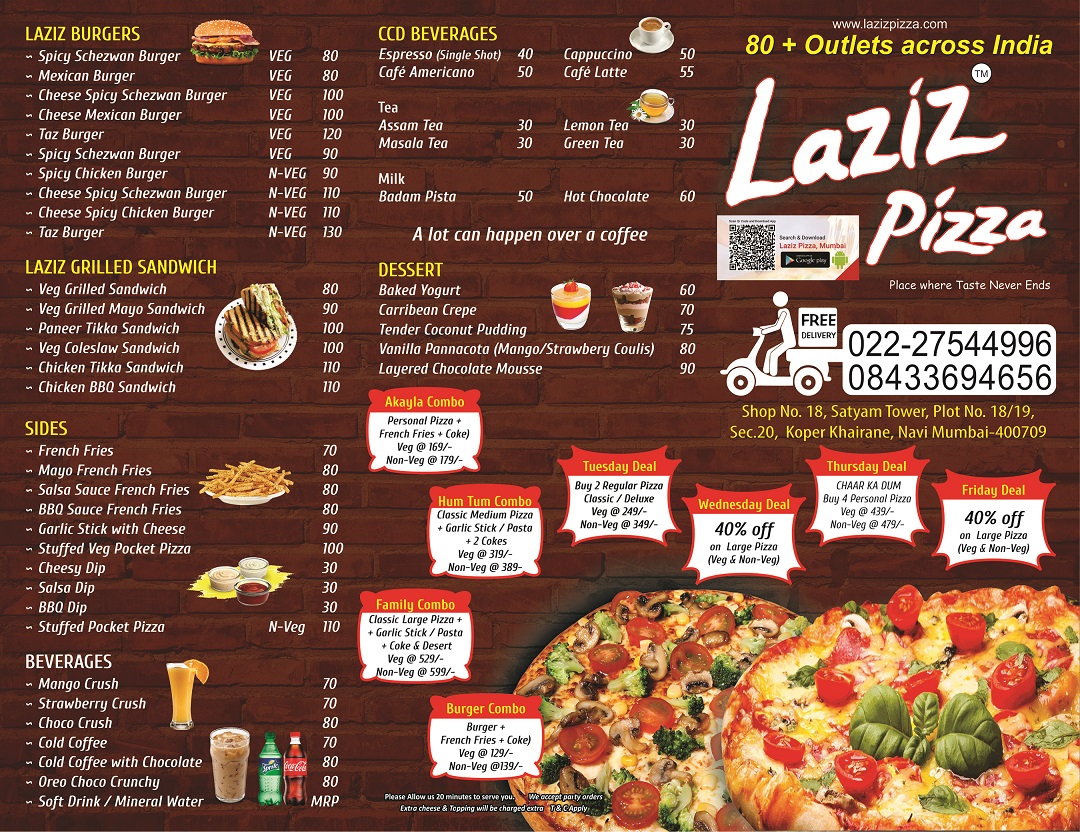 LAZIZ BURGERS
~ Spicy Schezwan Burger VEG 80
~ Mexican Burger VEG 80
~ Cheese Spicy Schezwan Burger VEG 100
~ Cheese Mexican Burger VEG 100
~ Taz Burger VEG 120
~ Spicy Schezwan Burger VEG 90
~ Spicy Chicken Burger N-VEG 90
~ Cheese Spicy Schezwan Burger N-VEG 110
~ Cheese Spicy Chicken Burger N-VEG 110
~ Taz Burger N-VEG 130
LAZIZ GRILLED SANDWICH
~ Veg Grilled Sandwich 80
~ Veg Grilled Mayo Sandwich 90
~ Paneer Tikka Sandwich 100
~ Veg Coleslaw Sandwich 100
~ Chicken Tikka Sandwich 110
~ Chicken BBQ Sandwich 110
SIDES
~ French Fries 70
~ Mayo French Fries 80
~ Salsa Sauce French Fries 80
~ BBQ Sauce French Fries 80
~ Garlic Stick with Cheese 90
~ Stuffed Veg Pocket Pizza 100
~ Cheesy Dip 30
~ Salsa Dip 30
~ BBQ Dip 30
~ Stuffed Pocket Pizza N-Veg 110
BEVERAGES
~ Mango Crush 70
~ Strawberry Crush 70
~ Choco Crush 80
~ Cold Coffee 70
~ Cold Coffee with Chocolate 80
~ Oreo Choco Crunchy 80
~ Soft Drink / Mineral Water MRP
Sprite
Coca-Cola
CCD BEVERAGES
Espresso (Single Shot) 40 Cappuccino 50
Café Americano 50 Café Latte 55
Tea
Assam Tea 30 Lemon Tea 30
Masala Tea 30 Green Tea 30
Milk
Badam Pista 50 Hot Chocolate 60
A lot can happen over a coffee
DESSERT
Baked Yogurt 60
Carribean Crepe 70
Tender Coconut Pudding 75
Vanilla Pannacota (Mango/Strawbery Coulis) 80
Layered Chocolate Mousse 90
Akayla Combo
Personal Pizza +
French Fries + Coke)
Veg @ 169/-
Non-Veg @ 179/-
Hum Tum Combo
Classic Medium Pizza
+ Garlic Stick / Pasta
+ 2 Cokes
Veg @ 319/-
Non-Veg @ 389-
Family Combo
Classic Large Pizza +
+ Garlic Stick / Pasta
+ Coke & Desert
Veg @ 529/-
Non-Veg @ 599/-
Burger Combo
Burger +
French Fries + Coke)
Veg @ 129/-
Non-Veg @139/-
Please Allow us 20 minutes to serve you. We accept party orders
Extra cheese & Topping will be charged extra T & C Apply
www.lazizpizza.com
80 + Outlets across India
Laziz TM
Pizza
Scan Qr Code and Download App
Search & Download
Laziz Pizza, Mumbai
Google play
Place where Taste Never Ends
FREE
DELIVERY
022-27544996
08433694656
Shop No. 18, Satyam Tower, Plot No. 18/19,
Sec.20, Koper Khairane, Navi Mumbai-400709
Tuesday Deal
Buy 2 Regular Pizza
Classic / Deluxe
Veg @ 249/-
Non-Veg @ 349/-
Wednesday Deal
40% off
on Large Pizza
(Veg & Non-Veg)
Thursday Deal
CHAAR KA DUM
Buy 4 Personal Pizza
Veg @ 439/-
Non-Veg @ 479/-
Friday Deal
40% off
on Large Pizza
(Veg & Non-Veg)